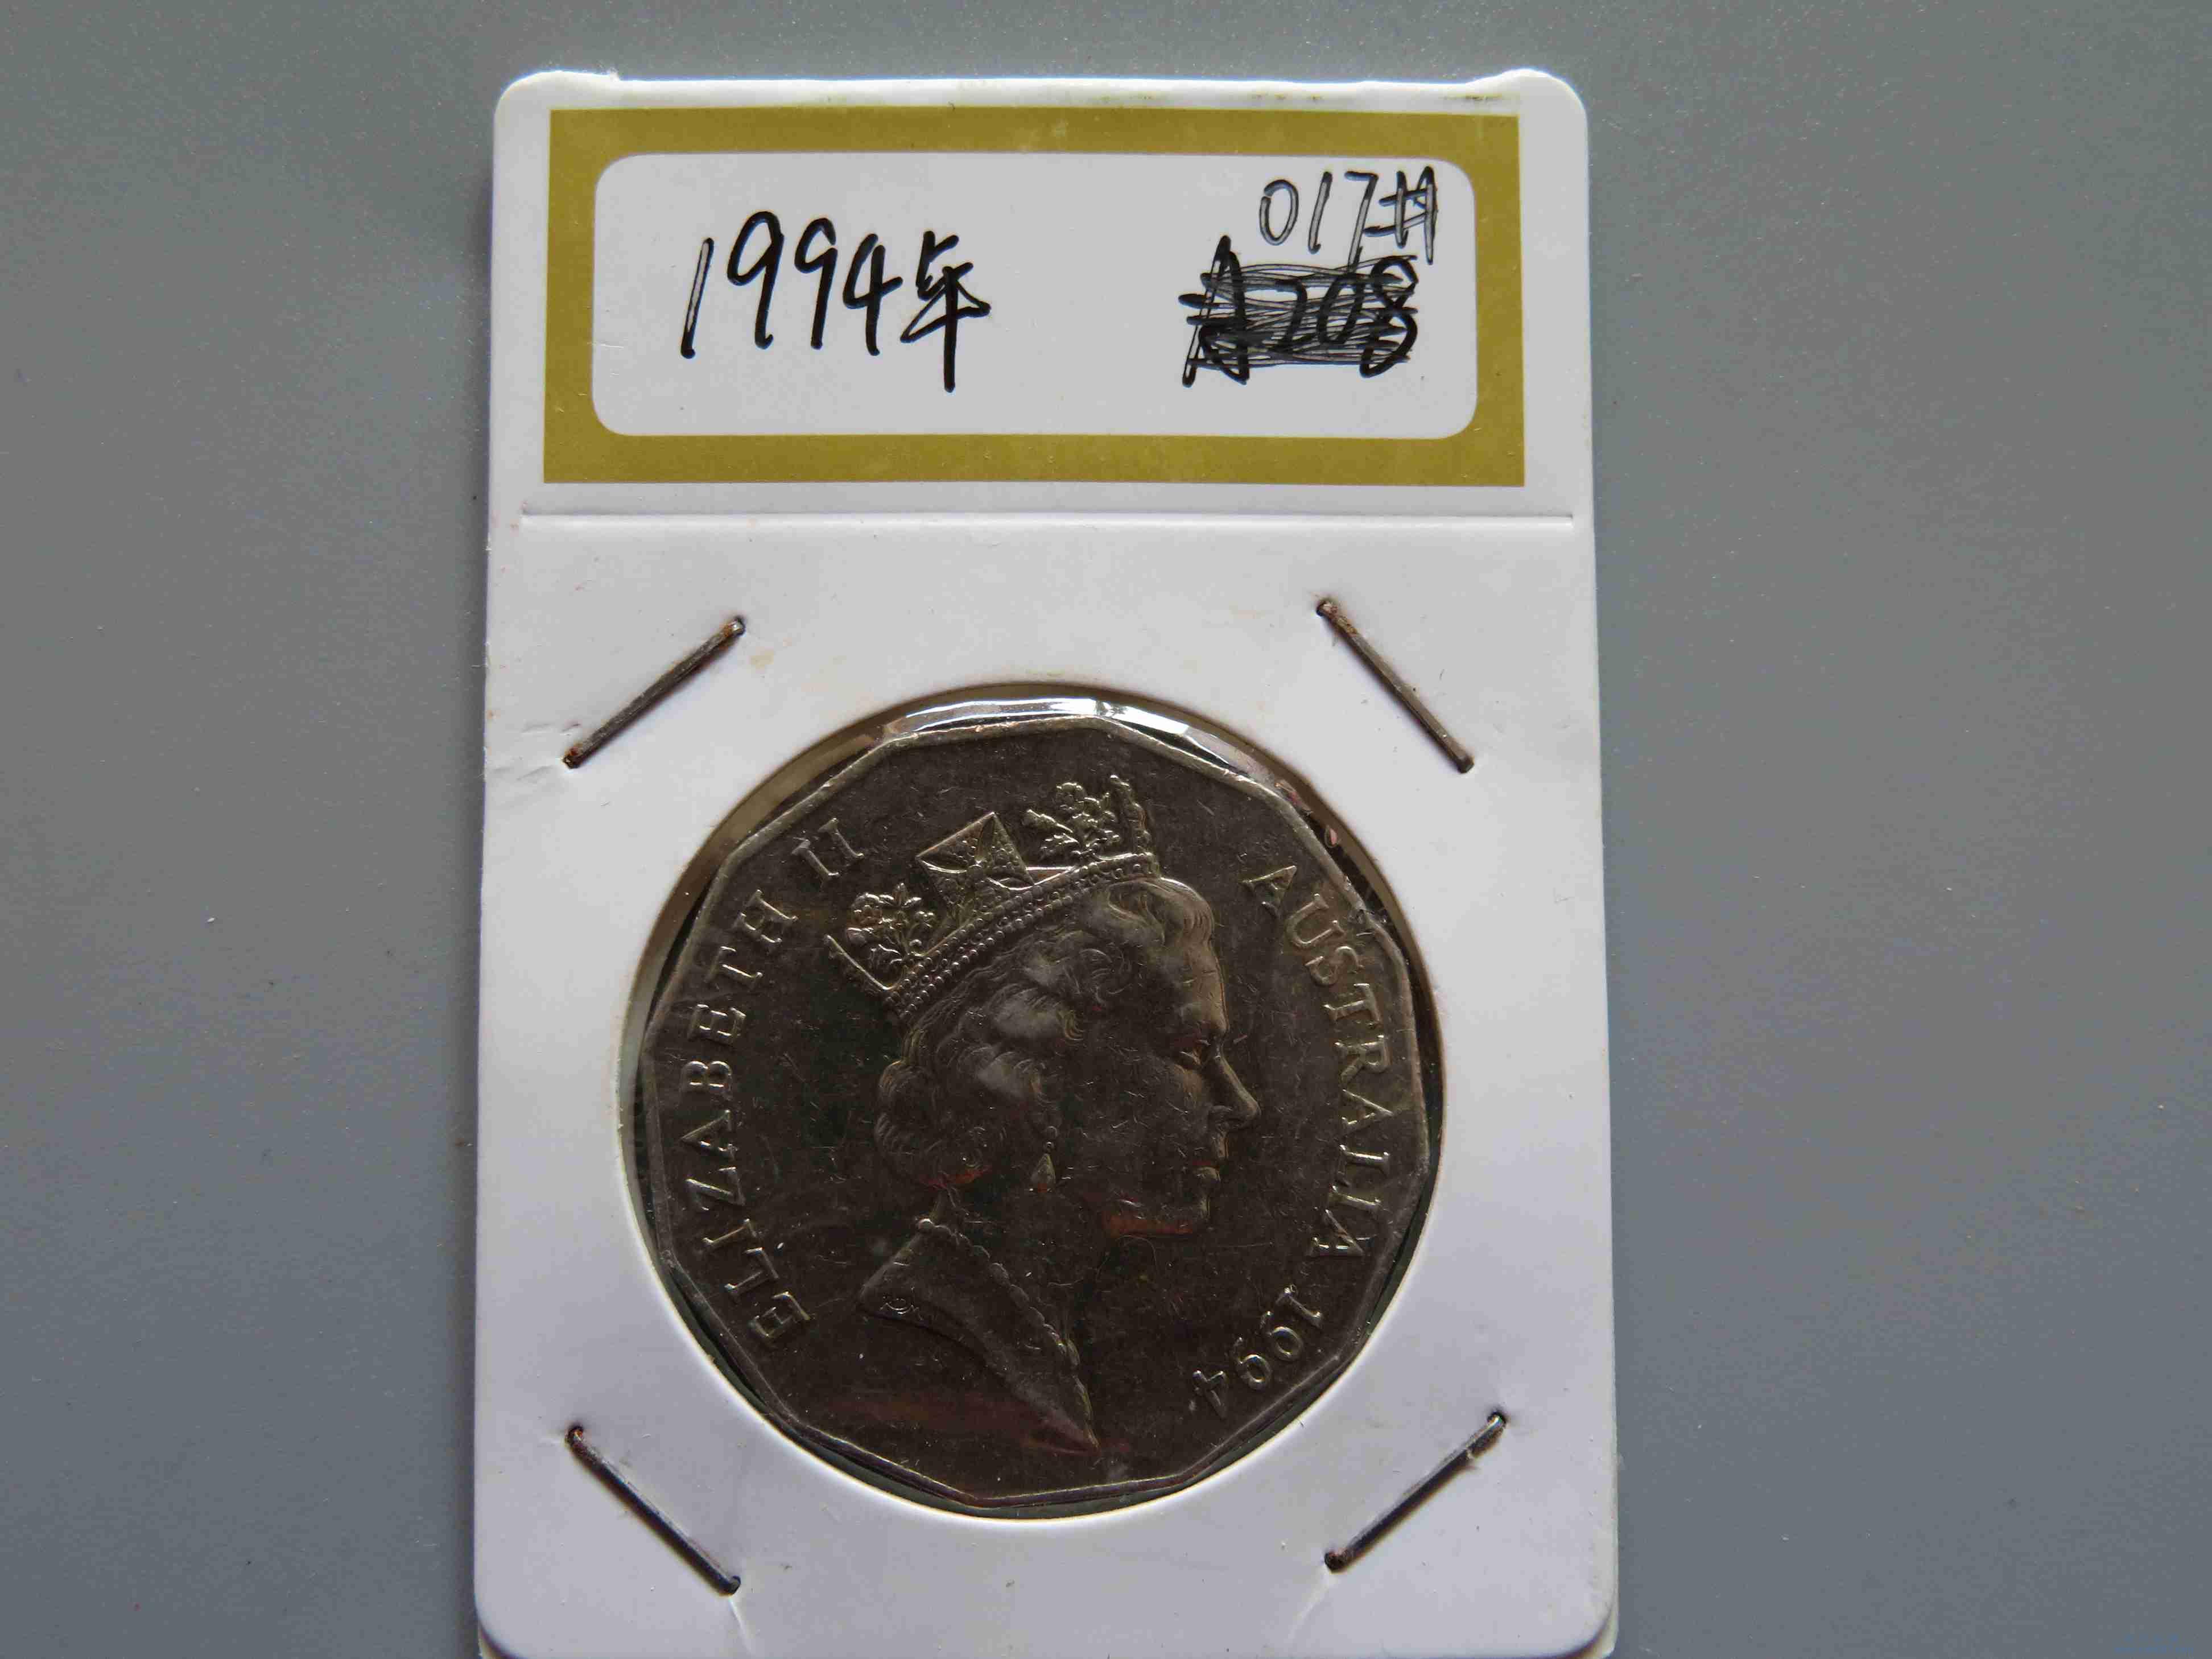 017#
1994年
ELIZABETH II
AUSTRALIA
1994